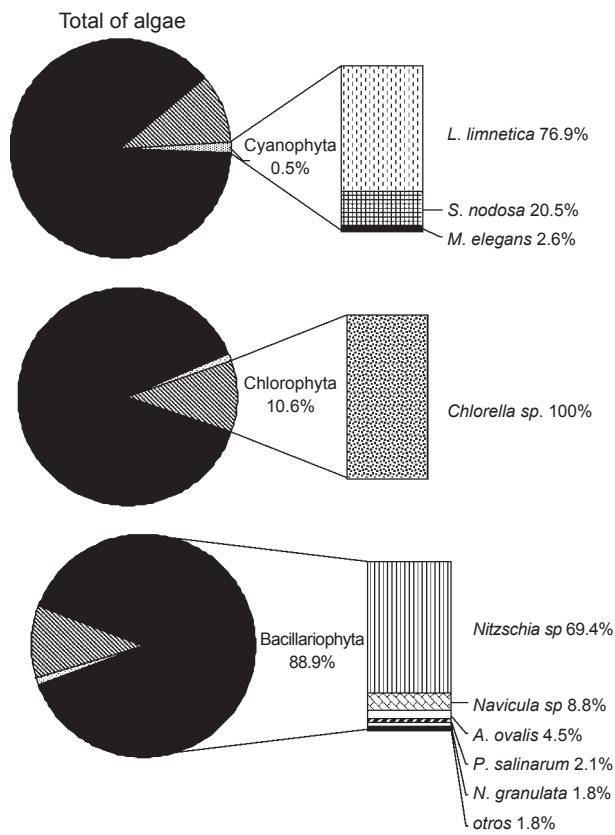 Total of algae
Cyanophyta
0.5%
L. limnetica 76.9%
S. nodosa 20.5%
M. elegans 2.6%
Chlorophyta
10.6%
Chlorella sp. 100%
Bacillariophyta
88.9%
Nitzschia sp 69.4%
Navicula sp 8.8%
A. ovalis 4.5%
P. salinarum 2.1%
N. granulata 1.8%
otros 1.8%